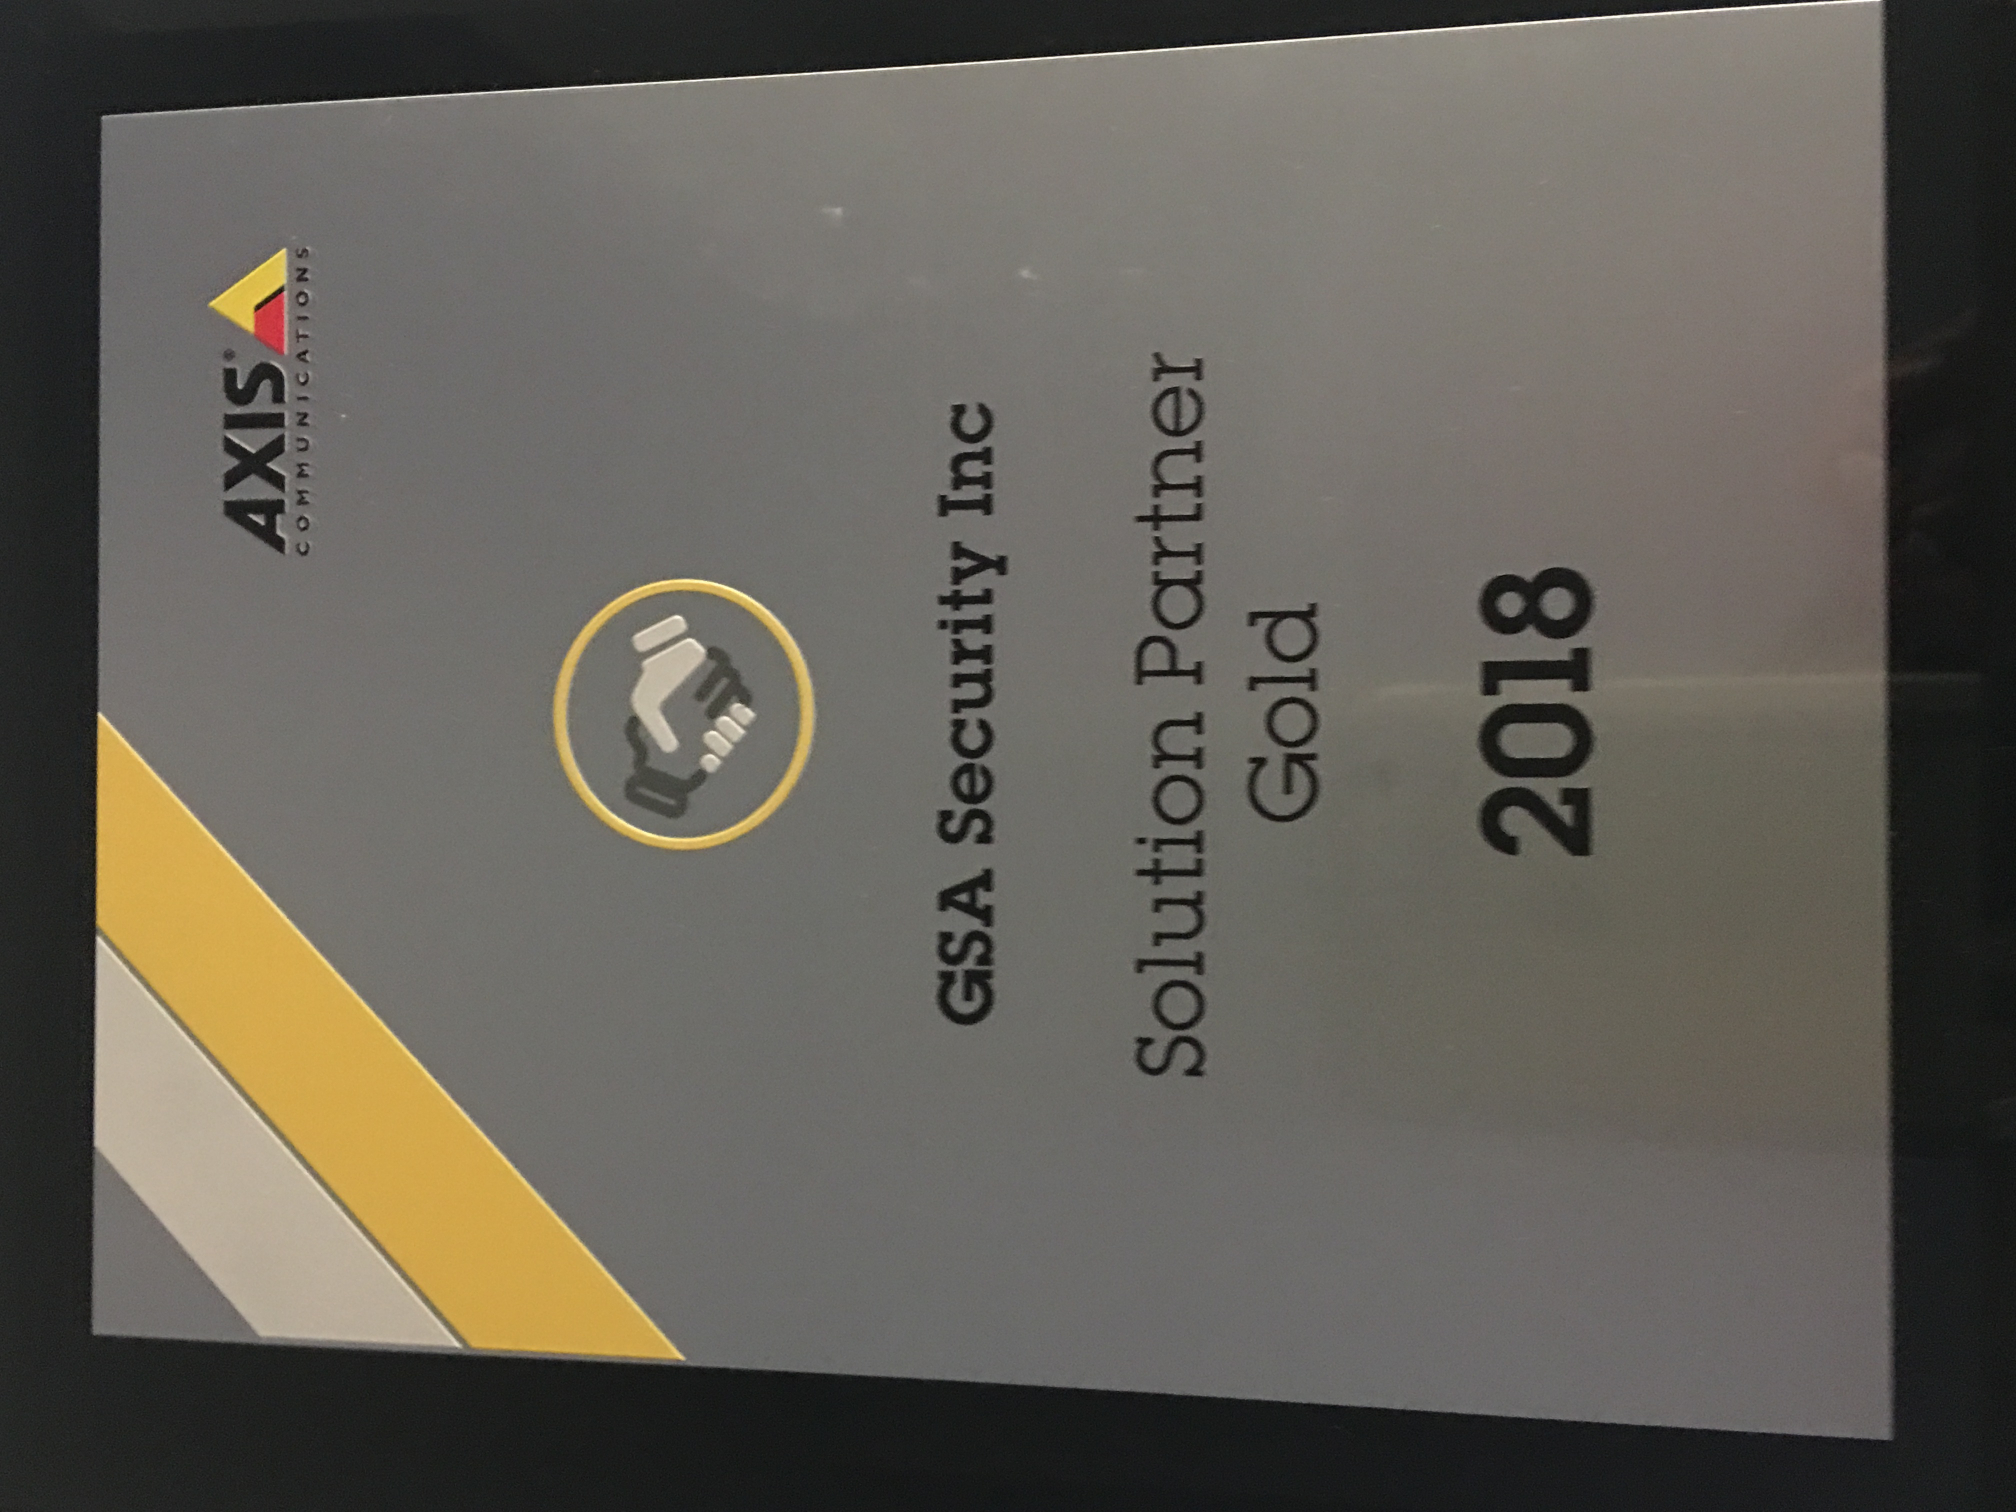 AXIS®
COMMUNICATIONS
GSA Security Inc
Solution Partner
Gold
2018